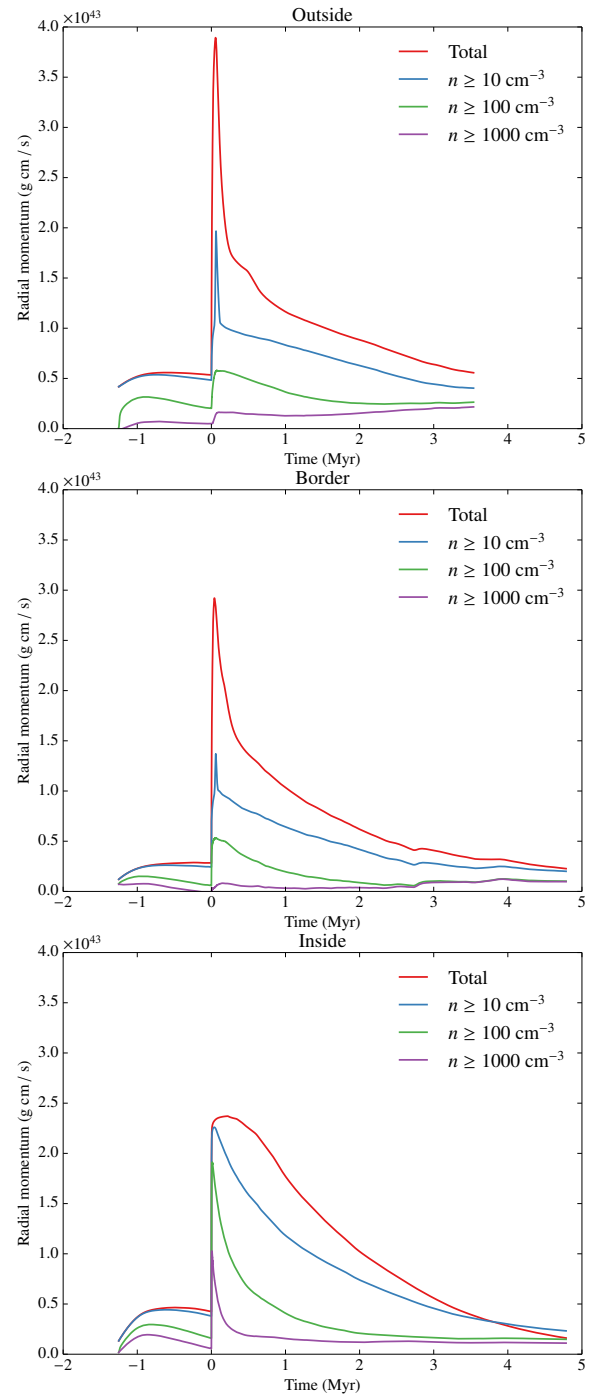 Outside
×10⁴³
4.0
3.5
3.0
2.5
2.0
1.5
1.0
0.5
0.0
Radial momentum (g cm / s)
Total
n ≥ 10 cm⁻³
n ≥ 100 cm⁻³
n ≥ 1000 cm⁻³
−2 −1 0 1 2 3 4 5
Time (Myr)
Border
×10⁴³
4.0
3.5
3.0
2.5
2.0
1.5
1.0
0.5
0.0
Radial momentum (g cm / s)
Total
n ≥ 10 cm⁻³
n ≥ 100 cm⁻³
n ≥ 1000 cm⁻³
−2 −1 0 1 2 3 4 5
Time (Myr)
Inside
×10⁴³
4.0
3.5
3.0
2.5
2.0
1.5
1.0
0.5
0.0
Radial momentum (g cm / s)
Total
n ≥ 10 cm⁻³
n ≥ 100 cm⁻³
n ≥ 1000 cm⁻³
−2 −1 0 1 2 3 4 5
Time (Myr)